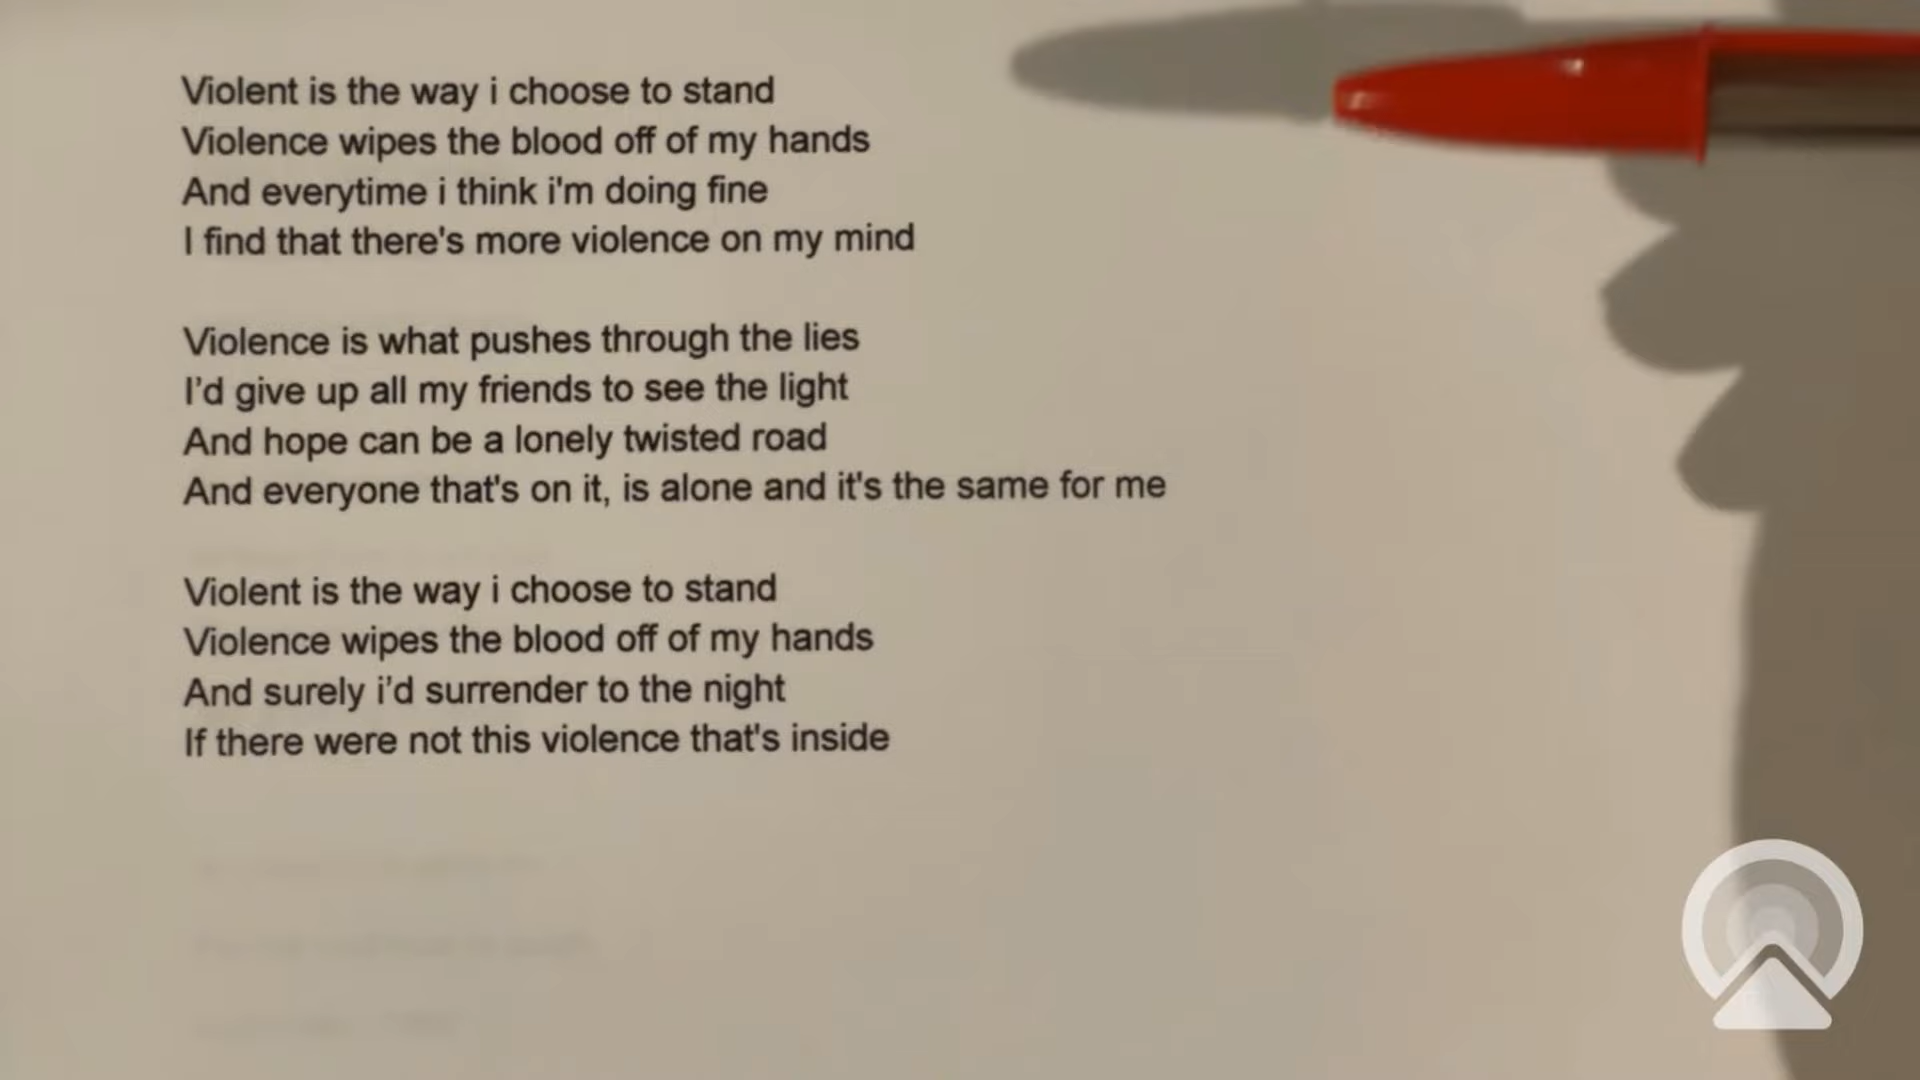 Violent is the way i choose to stand
Violence wipes the blood off of my hands
And everytime i think i'm doing fine
I find that there's more violence on my mind
Violence is what pushes through the lies
I'd give up all my friends to see the light
And hope can be a lonely twisted road
And everyone that's on it, is alone and it's the same for me
Violent is the way i choose to stand
Violence wipes the blood off of my hands
And surely i'd surrender to the night
If there were not this violence that's inside